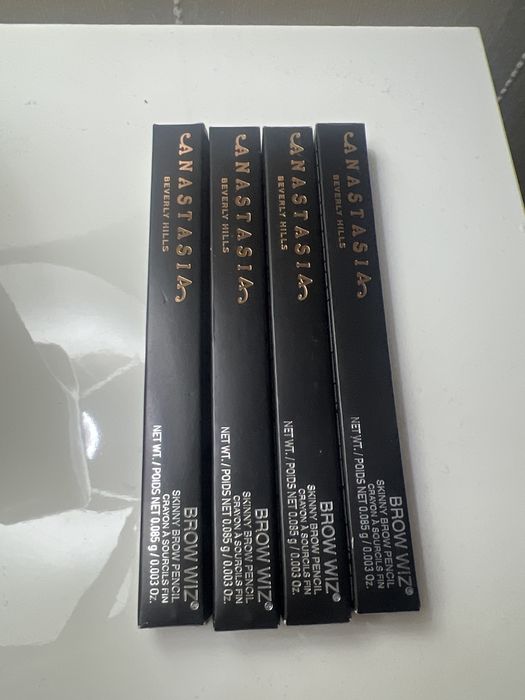 ANASTASIA
BEVERLY HILLS
BROW WIZ®
SKINNY BROW PENCIL
CRAYON À SOURCILS FIN
NET WT. / POIDS NET 0.085 g / 0.003 Oz.
ANASTASIA
BEVERLY HILLS
BROW WIZ®
SKINNY BROW PENCIL
CRAYON À SOURCILS FIN
NET WT. / POIDS NET 0.085 g / 0.003 Oz.
ANASTASIA
BEVERLY HILLS
BROW WIZ®
SKINNY BROW PENCIL
CRAYON À SOURCILS FIN
NET WT. / POIDS NET 0.085 g / 0.003 Oz.
ANASTASIA
BEVERLY HILLS
BROW WIZ®
SKINNY BROW PENCIL
CRAYON À SOURCILS FIN
NET WT. / POIDS NET 0.085 g / 0.003 Oz.